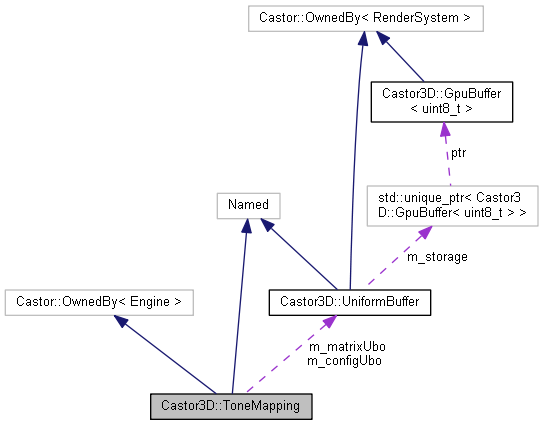 Castor::OwnedBy< RenderSystem >
Castor3D::GpuBuffer
< uint8_t >
ptr
Named
std::unique_ptr< Castor3
D::GpuBuffer< uint8_t > >
m_storage
Castor::OwnedBy< Engine >
Castor3D::UniformBuffer
m_matrixUbo
m_configUbo
Castor3D::ToneMapping